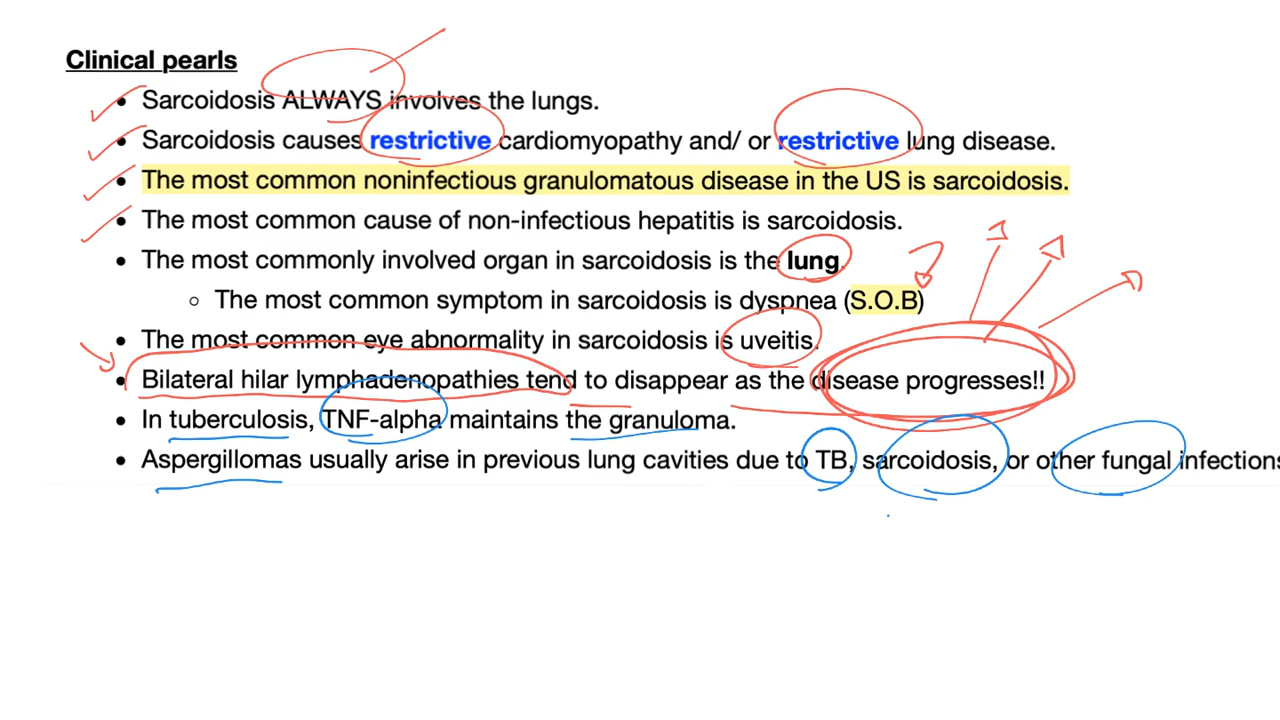 Clinical pearls
• Sarcoidosis ALWAYS involves the lungs.
• Sarcoidosis causes restrictive cardiomyopathy and/ or restrictive lung disease.
• The most common noninfectious granulomatous disease in the US is sarcoidosis.
• The most common cause of non-infectious hepatitis is sarcoidosis.
• The most commonly involved organ in sarcoidosis is the lung.
○ The most common symptom in sarcoidosis is dyspnea (S.O.B)
• The most common eye abnormality in sarcoidosis is uveitis.
• Bilateral hilar lymphadenopathies tend to disappear as the disease progresses!!
• In tuberculosis, TNF-alpha maintains the granuloma.
• Aspergillomas usually arise in previous lung cavities due to TB, sarcoidosis, or other fungal infections